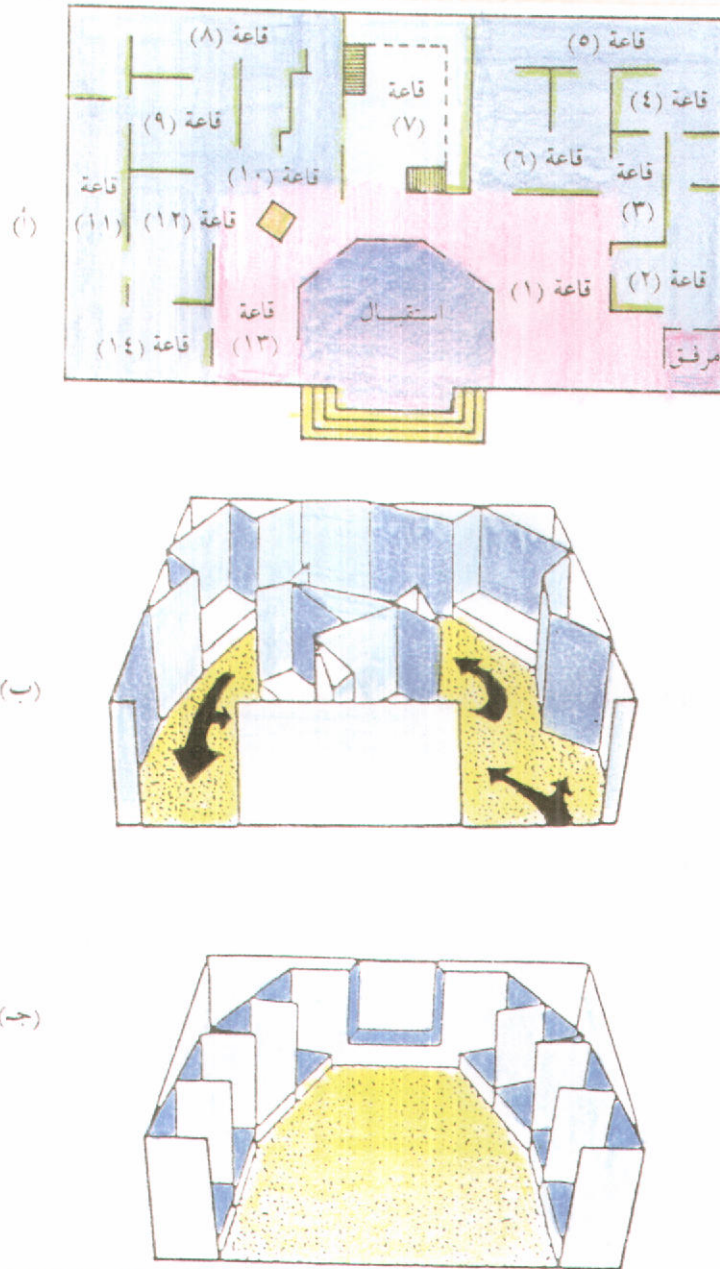 قاعة (٨)
قاعة (٥)
قاعة
(٧)
قاعة (٤)
قاعة (٩)
قاعة (٦)
قاعة
(٣)
قاعة (١٠)
قاعة
(١١)
قاعة (١٢)
(أ)
قاعة (٢)
قاعة (١)
استقبال
قاعة
(١٣)
قاعة (١٤)
مرفق
(ب)
(جـ)